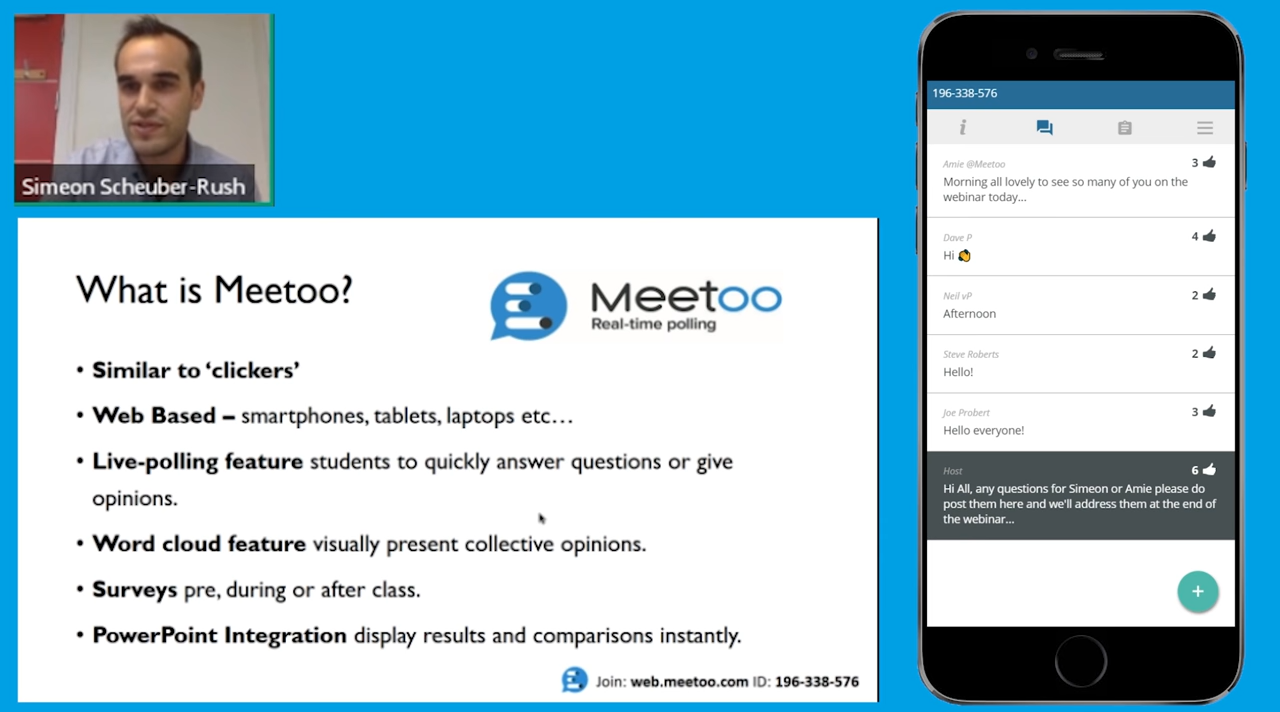 Simeon Scheuber-Rush
What is Meetoo?
Meetoo
Real-time polling
• Similar to ‘clickers’
• Web Based – smartphones, tablets, laptops etc…
• Live-polling feature students to quickly answer questions or give
opinions.
• Word cloud feature visually present collective opinions.
• Surveys pre, during or after class.
• PowerPoint Integration display results and comparisons instantly.
Join: web.meetoo.com ID: 196-338-576
196-338-576
Amie @Meetoo 3
Morning all lovely to see so many of you on the
webinar today...
Dave P 4
Hi 👏
Neil vP 2
Afternoon
Steve Roberts 2
Hello!
Joe Probert 3
Hello everyone!
Host 6
Hi All, any questions for Simeon or Amie please do
post them here and we'll address them at the end of
the webinar...